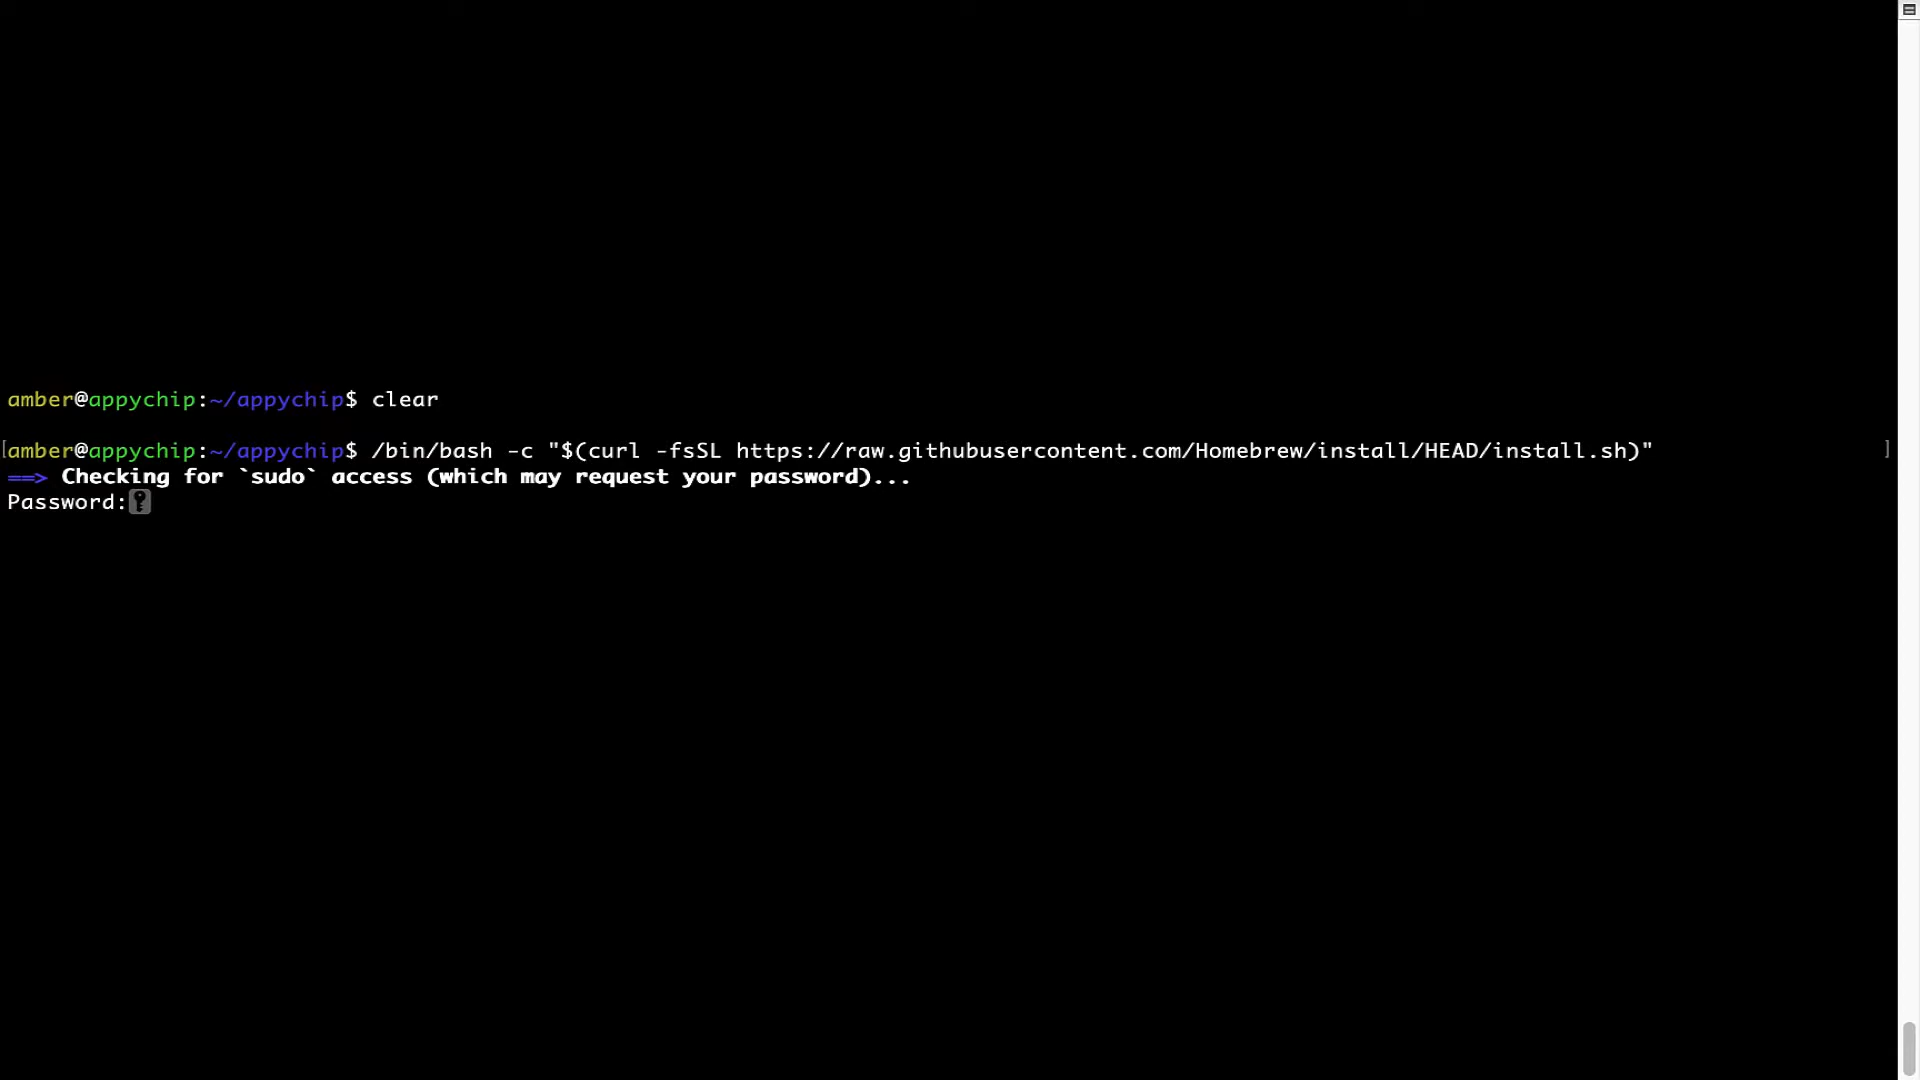 amber@appychip:~/appychip$ clear
[amber@appychip:~/appychip$ /bin/bash -c "$(curl -fsSL https://raw.githubusercontent.com/Homebrew/install/HEAD/install.sh)" ]
==> Checking for `sudo` access (which may request your password)...
Password: